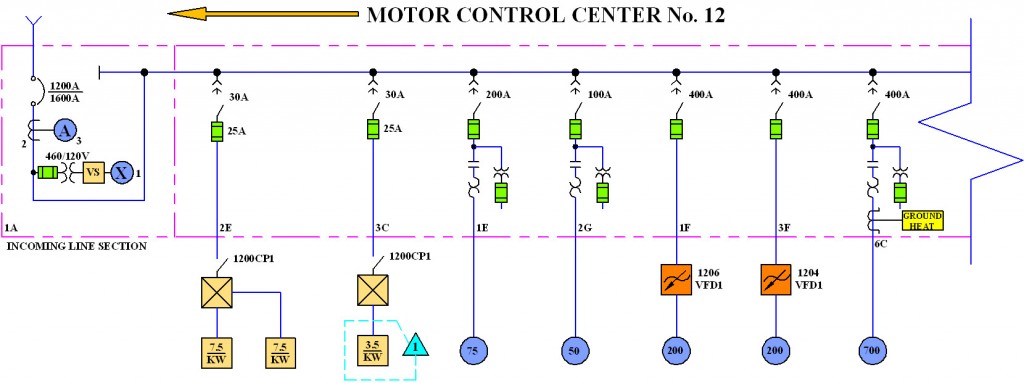 MOTOR CONTROL CENTER No. 12
1200A
1600A
30A
30A
200A
100A
400A
400A
400A
25A
25A
A
2
3
460/120V
VS
X
1
1A
2E
3C
1E
2G
1F
3F
GROUND
HEAT
6C
INCOMING LINE SECTION
1200CP1
1200CP1
1206
VFD1
1204
VFD1
7.5
KW
7.5
KW
3.5
KW
1
75
50
200
200
700